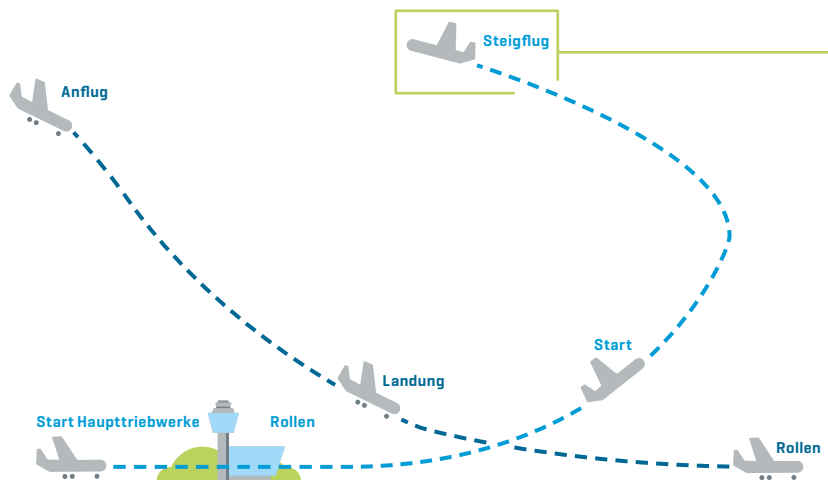 Steigflug
Anflug
Start
Landung
Start Haupttriebwerke
Rollen
Rollen